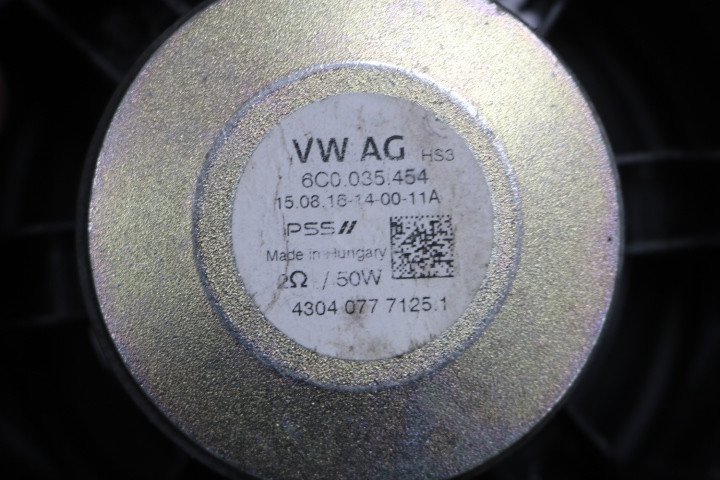 VW AG HS3
6C0.035.454
15.08.16-14-00-11A
PSS//
Made in Hungary
2Ω / 50W
4304 077 7125.1